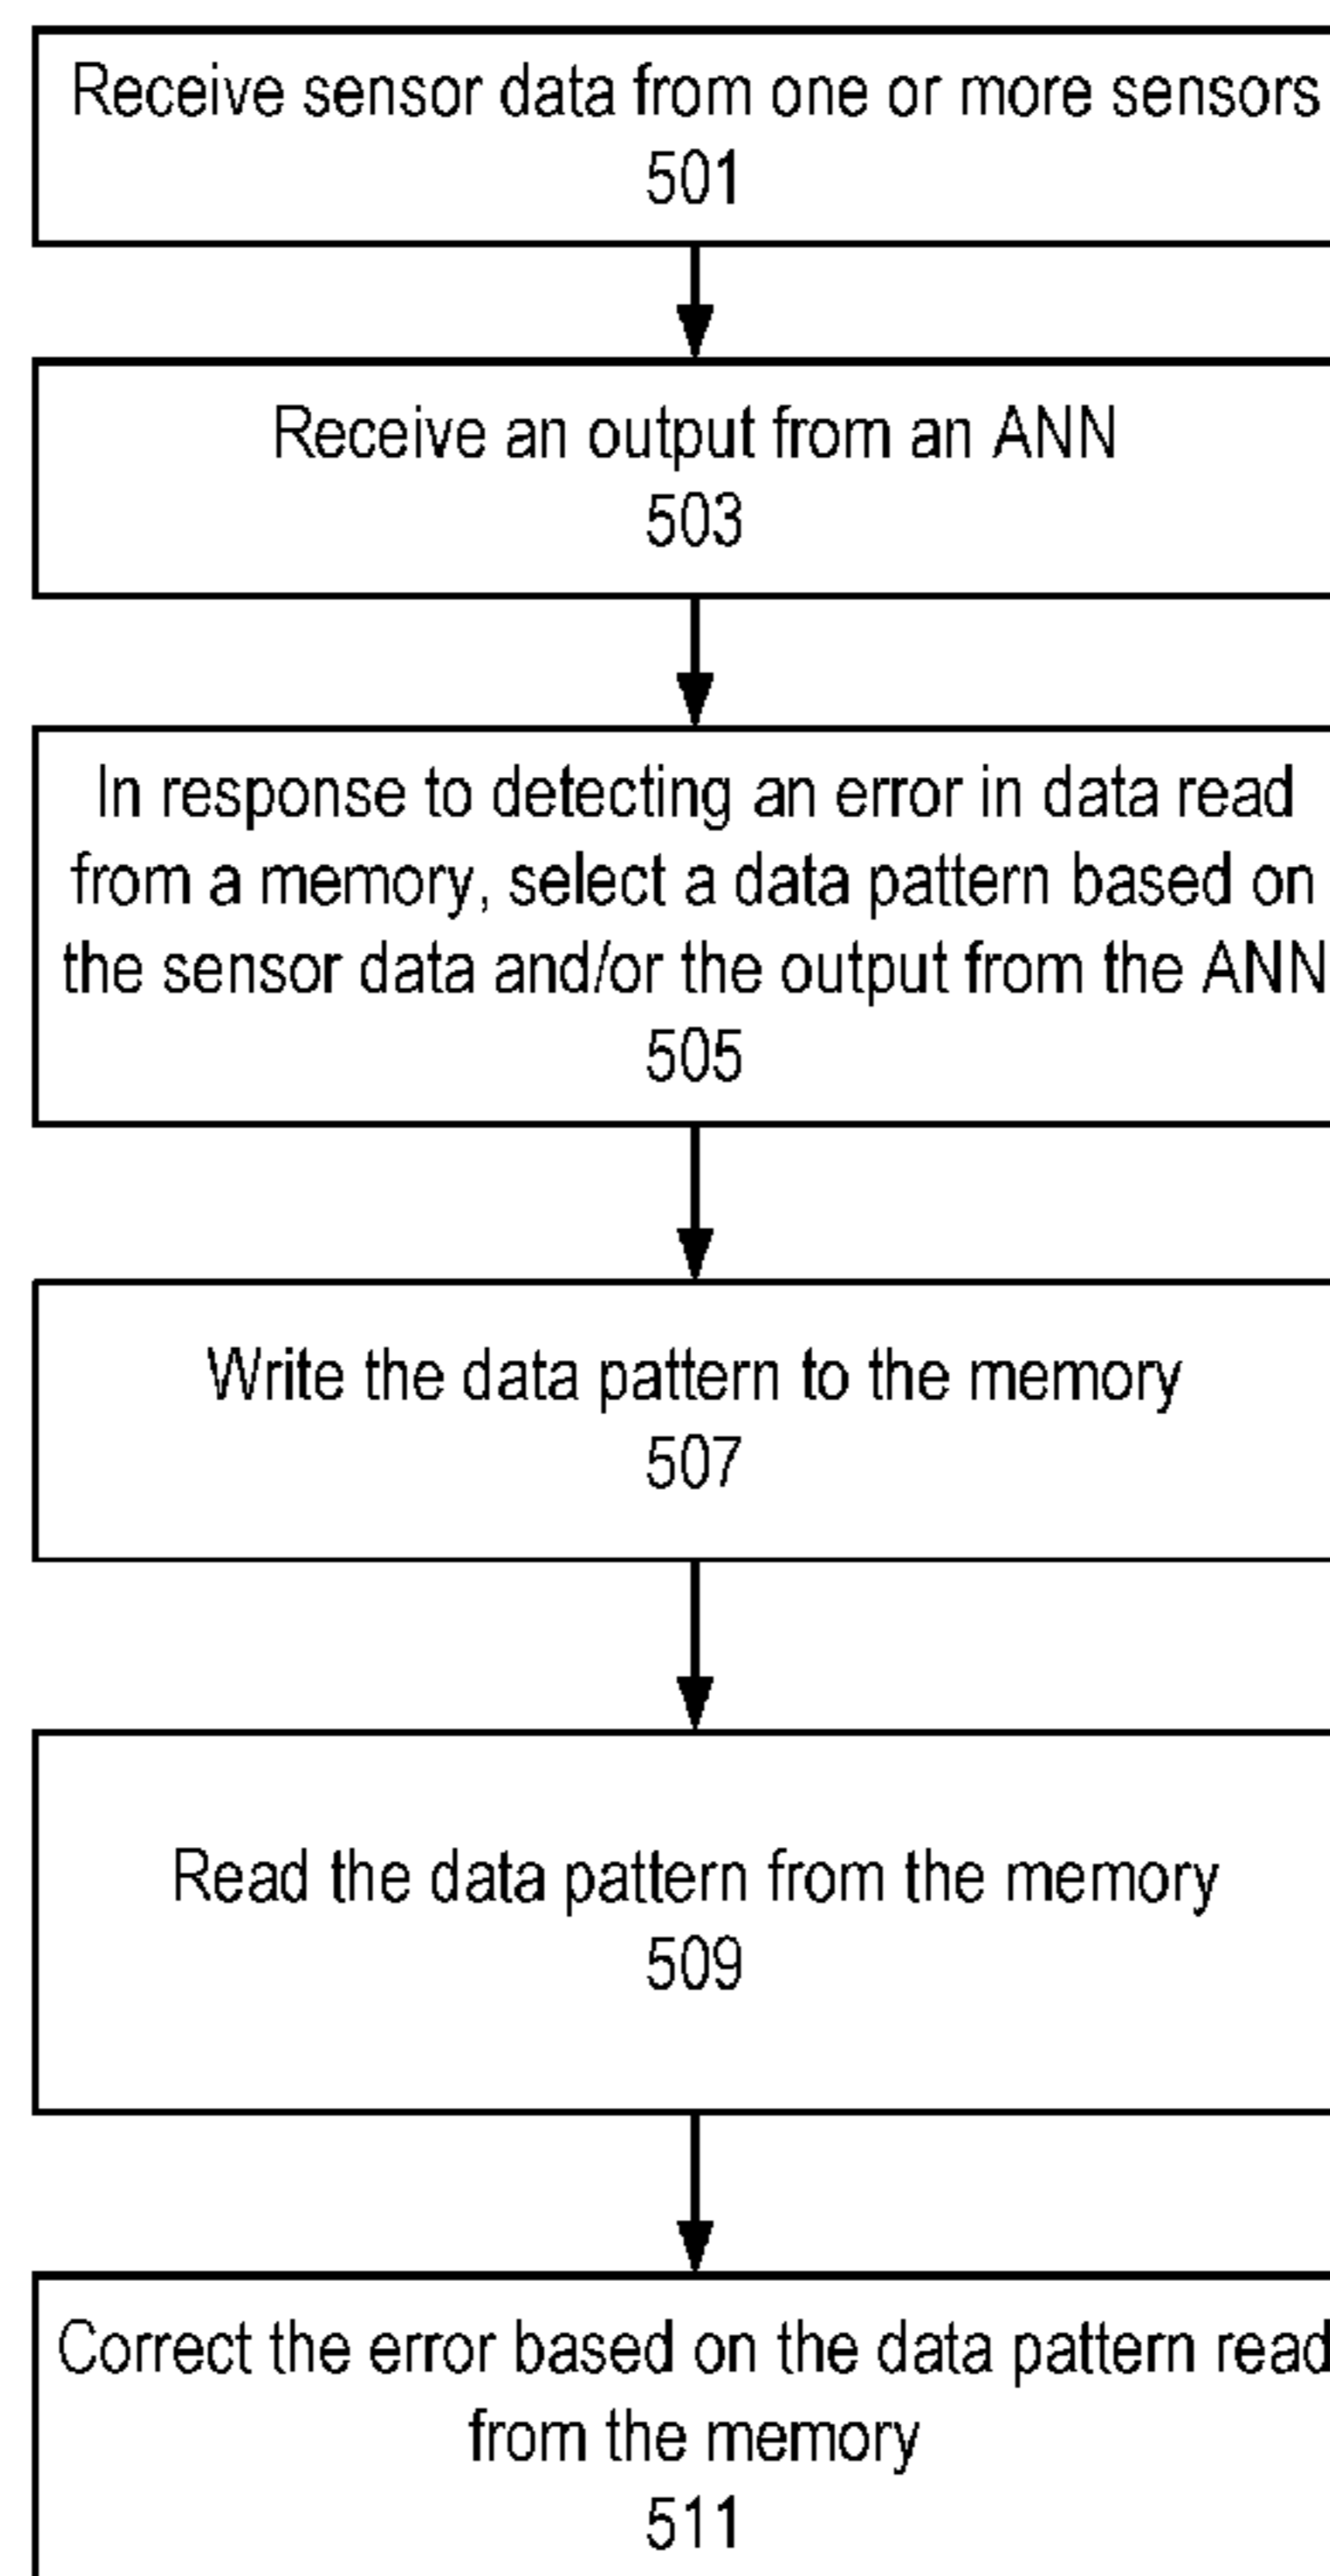 Receive sensor data from one or more sensors
501
Receive an output from an ANN
503
In response to detecting an error in data read
from a memory, select a data pattern based on
the sensor data and/or the output from the ANN
505
Write the data pattern to the memory
507
Read the data pattern from the memory
509
Correct the error based on the data pattern read
from the memory
511